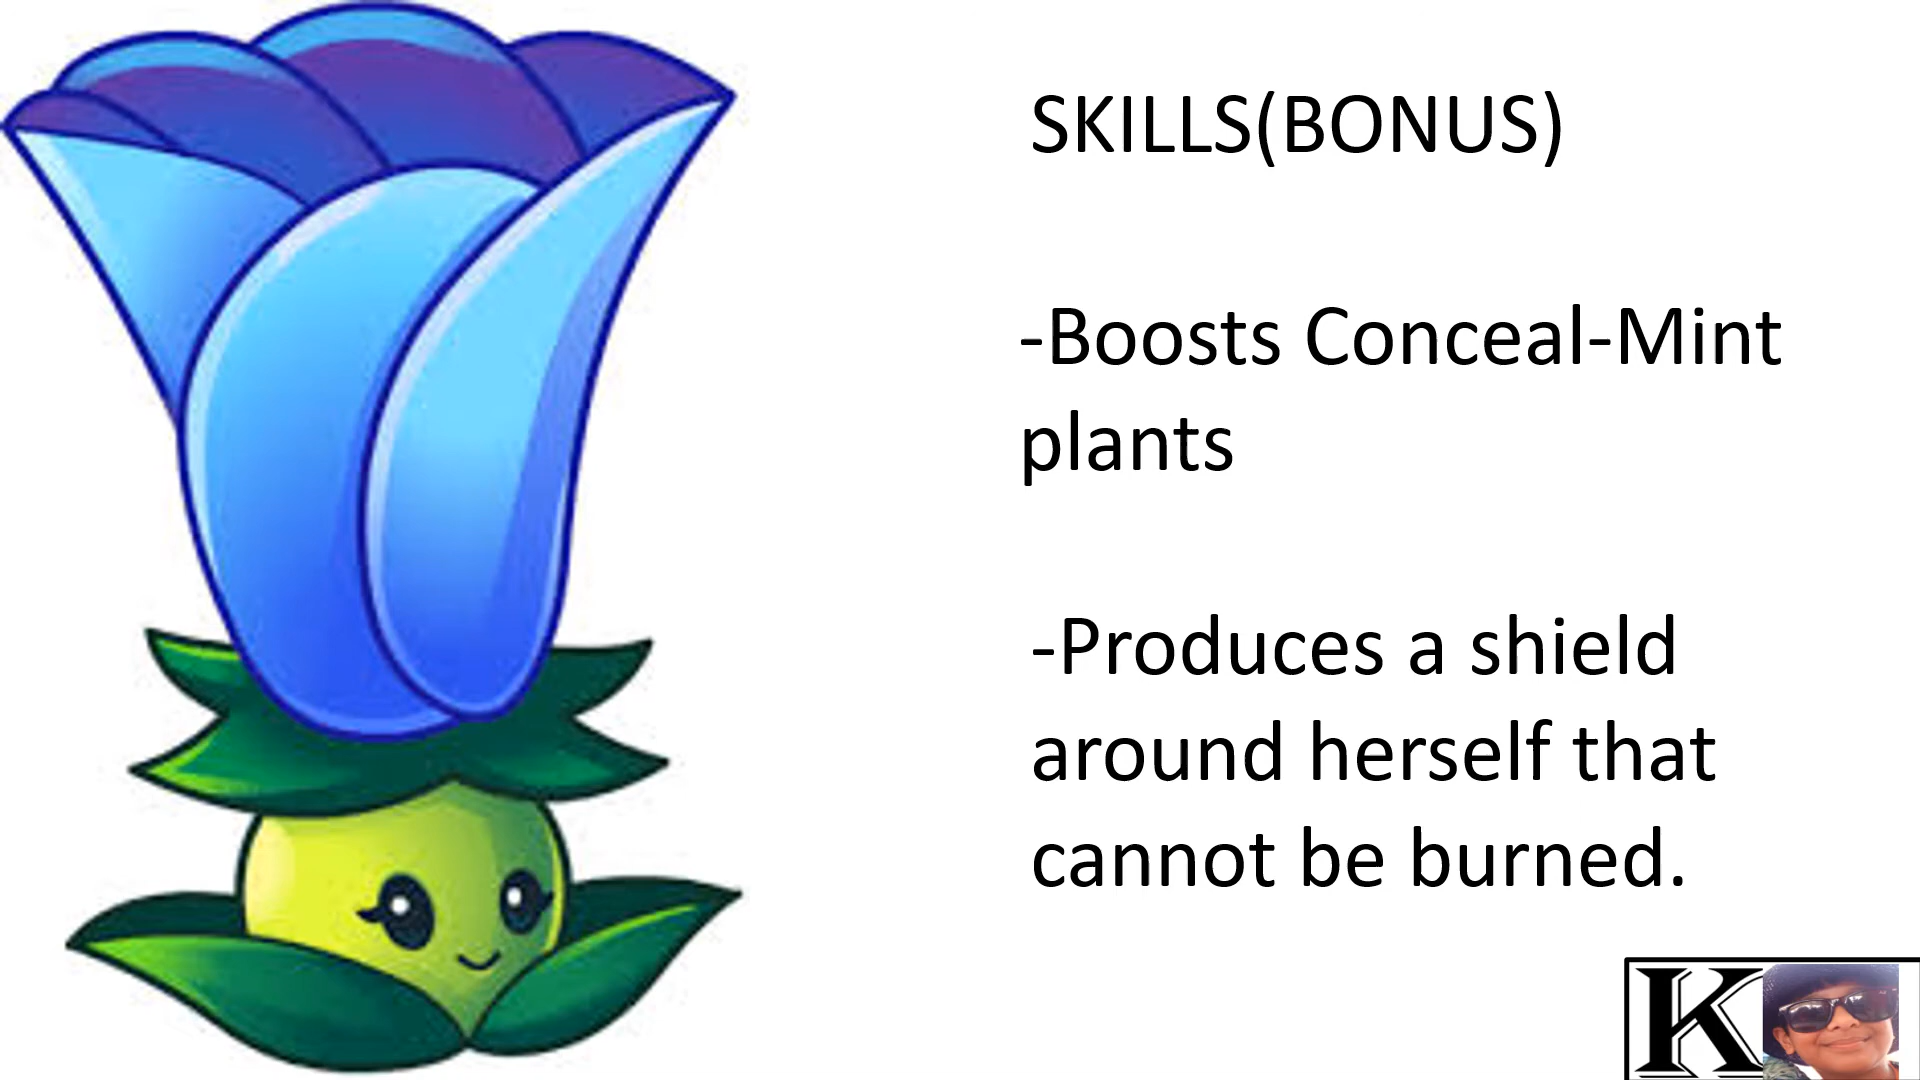 SKILLS(BONUS)
-Boosts Conceal-Mint
plants
-Produces a shield
around herself that
cannot be burned.
K